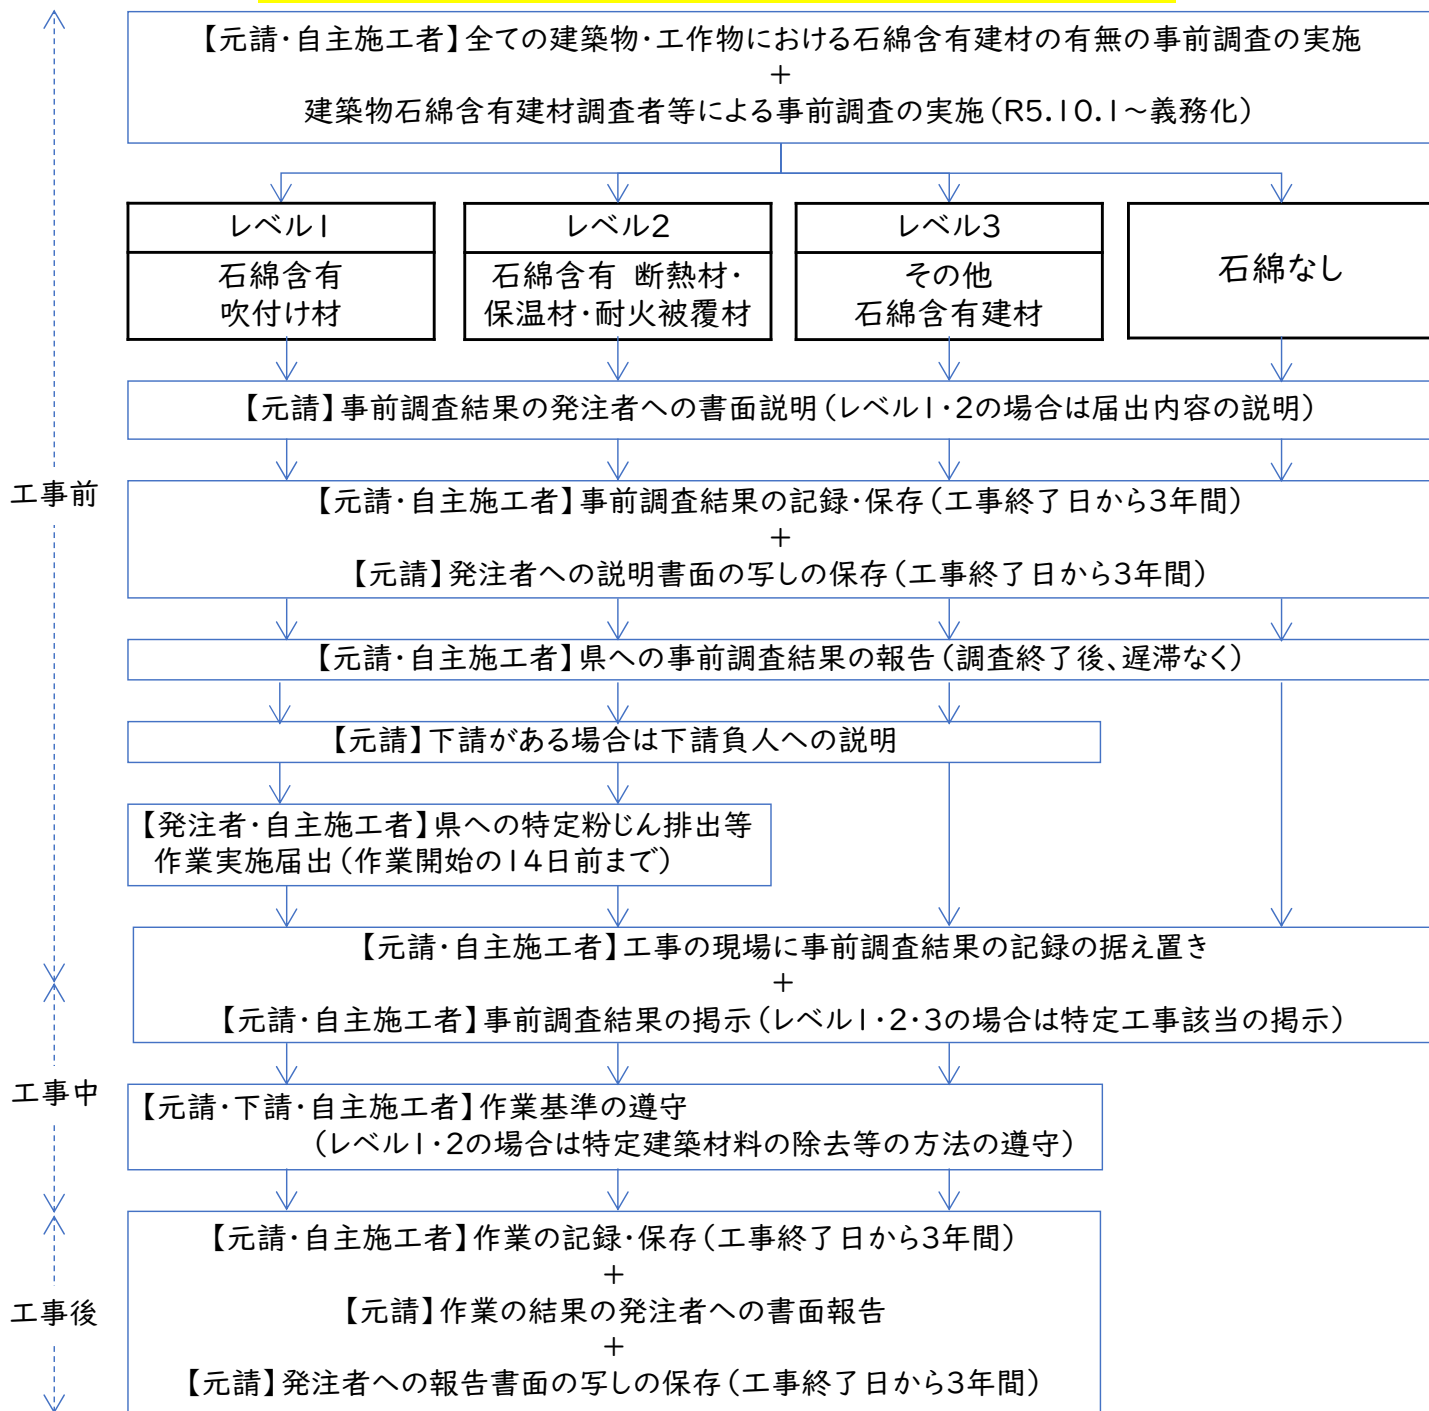 【元請・自主施工者】全ての建築物・工作物における石綿含有建材の有無の事前調査の実施
＋
建築物石綿含有建材調査者等による事前調査の実施（R5.10.1～義務化）
レベル1
石綿含有
吹付け材
レベル2
石綿含有 断熱材・
保温材・耐火被覆材
レベル3
その他
石綿含有建材
石綿なし
【元請】事前調査結果の発注者への書面説明（レベル1・2の場合は届出内容の説明）
工事前
【元請・自主施工者】事前調査結果の記録・保存（工事終了日から3年間）
＋
【元請】発注者への説明書面の写しの保存（工事終了日から3年間）
【元請・自主施工者】県への事前調査結果の報告（調査終了後、遅滞なく）
【元請】下請がある場合は下請負人への説明
【発注者・自主施工者】県への特定粉じん排出等
作業実施届出（作業開始の14日前まで）
【元請・自主施工者】工事の現場に事前調査結果の記録の据え置き
＋
【元請・自主施工者】事前調査結果の掲示（レベル1・2・3の場合は特定工事該当の掲示）
工事中
【元請・下請・自主施工者】作業基準の遵守
（レベル1・2の場合は特定建築材料の除去等の方法の遵守）
工事後
【元請・自主施工者】作業の記録・保存（工事終了日から3年間）
＋
【元請】作業の結果の発注者への書面報告
＋
【元請】発注者への報告書面の写しの保存（工事終了日から3年間）